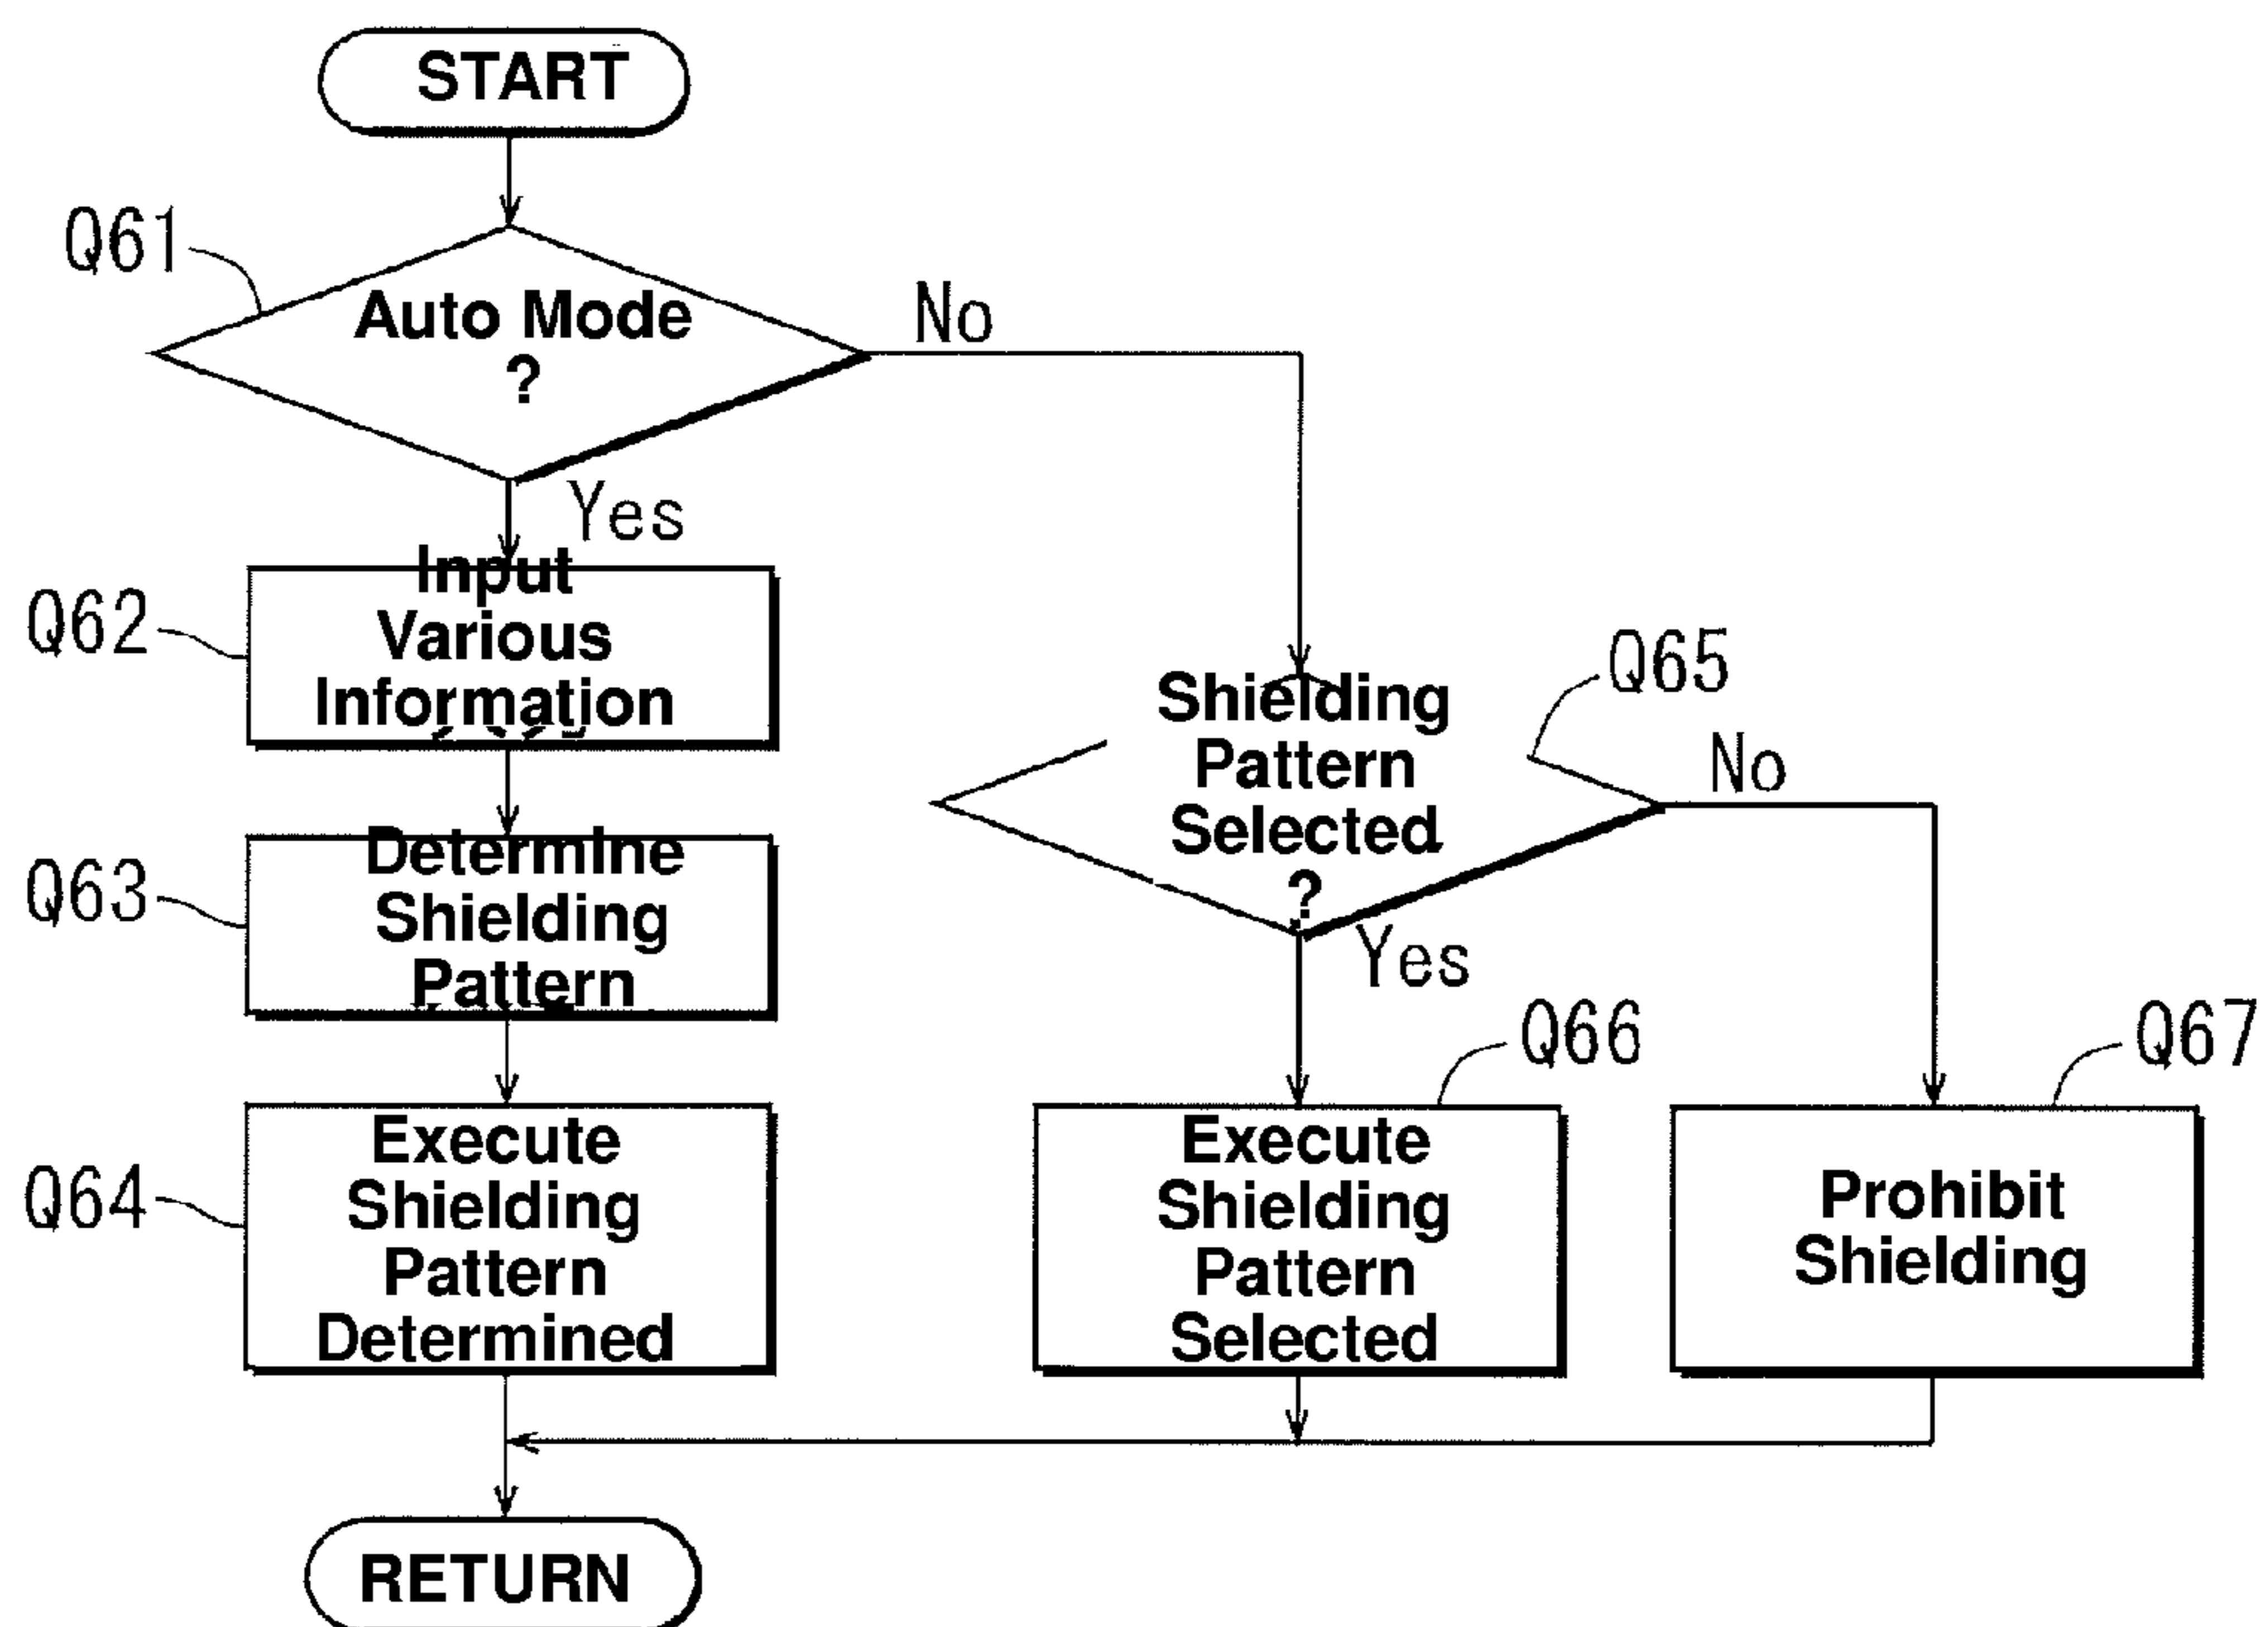 START
Q61
Auto Mode
?
No
Yes
Q62
Input
Various
Information
Q63
Determine
Shielding
Pattern
Q64
Execute
Shielding
Pattern
Determined
Q65
Shielding
Pattern
Selected
?
No
Yes
Q66
Execute
Shielding
Pattern
Selected
Q67
Prohibit
Shielding
RETURN